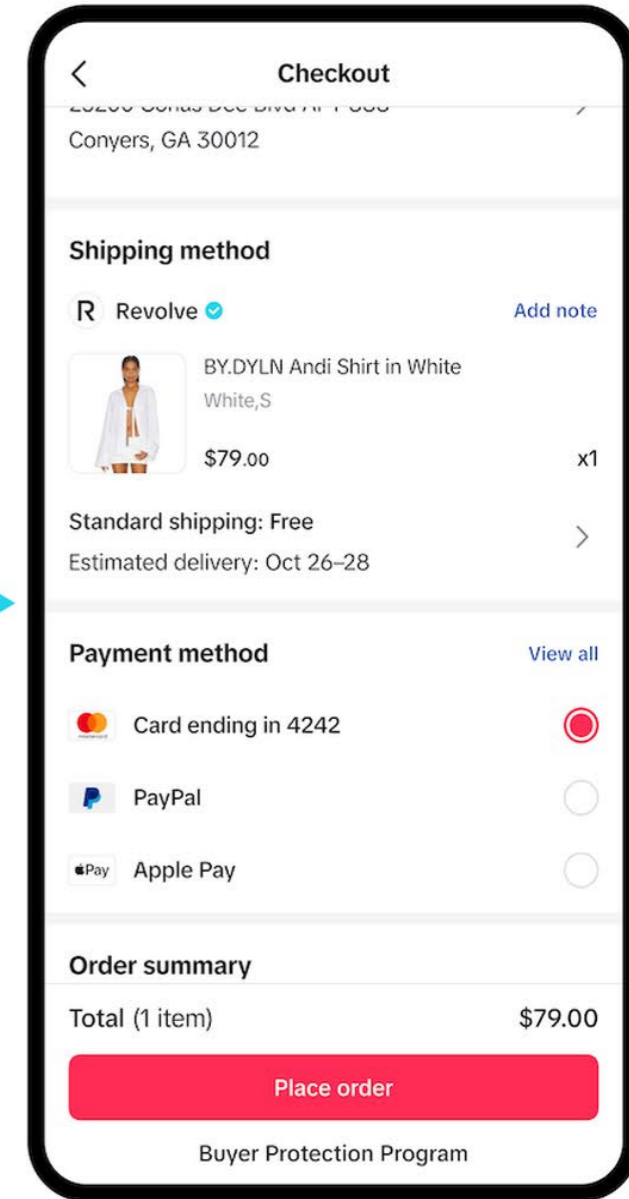 Checkout
Conyers, GA 30012
Shipping method
R Revolve
Add note
BY.DYLN Andi Shirt in White
White,S
$79.00
x1
Standard shipping: Free
Estimated delivery: Oct 26–28
Payment method
View all
Card ending in 4242
PayPal
Pay
Apple Pay
Order summary
Total (1 item)
$79.00
Place order
Buyer Protection Program